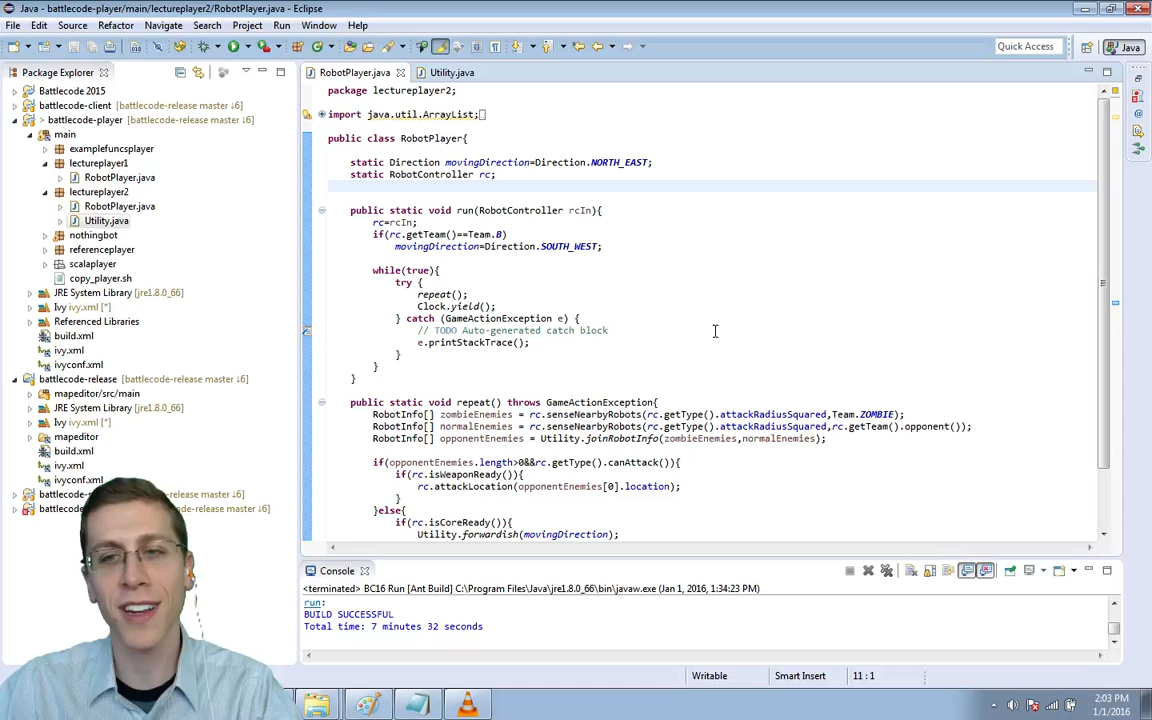 Java - battlecode-player/main/lectureplayer2/RobotPlayer.java - Eclipse
File Edit Source Refactor Navigate Search Project Run Window Help
Quick Access
Java
Package Explorer
Battlecode 2015
battlecode-client [battlecode-release master ↓6]
> battlecode-player [battlecode-release master ↓6]
main
examplefuncsplayer
lectureplayer1
RobotPlayer.java
lectureplayer2
RobotPlayer.java
Utility.java
nothingbot
referenceplayer
scalaplayer
copy_player.sh
JRE System Library [jre1.8.0_66]
Ivy ivy.xml [*]
Referenced Libraries
build.xml
ivy.xml
ivyconf.xml
battlecode-release [battlecode-release master ↓6]
mapeditor/src/main
JRE System Library [jre1.8.0_66]
Ivy ivy.xml [*]
mapeditor
build.xml
ivy.xml
ivyconf.xml
[battlecode-release master ↓6]
[battlecode-release master ↓6]
RobotPlayer.java
Utility.java
package lectureplayer2;
import java.util.ArrayList;
public class RobotPlayer{
static Direction movingDirection=Direction.NORTH_EAST;
static RobotController rc;
public static void run(RobotController rcIn){
rc=rcIn;
if(rc.getTeam()==Team.B)
movingDirection=Direction.SOUTH_WEST;
while(true){
try {
repeat();
Clock.yield();
} catch (GameActionException e) {
// TODO Auto-generated catch block
e.printStackTrace();
}
}
}
public static void repeat() throws GameActionException{
RobotInfo[] zombieEnemies = rc.senseNearbyRobots(rc.getType().attackRadiusSquared,Team.ZOMBIE);
RobotInfo[] normalEnemies = rc.senseNearbyRobots(rc.getType().attackRadiusSquared,rc.getTeam().opponent());
RobotInfo[] opponentEnemies = Utility.joinRobotInfo(zombieEnemies,normalEnemies);
if(opponentEnemies.length>0&&rc.getType().canAttack()){
if(rc.isWeaponReady()){
rc.attackLocation(opponentEnemies[0].location);
}
}else{
if(rc.isCoreReady()){
Utility.forwardish(movingDirection);
Console
<terminated> BC16 Run [Ant Build] C:\Program Files\Java\jre1.8.0_66\bin\javaw.exe (Jan 1, 2016, 1:34:23 PM)
run:
BUILD SUCCESSFUL
Total time: 7 minutes 32 seconds
Writable
Smart Insert
11 : 1
2:03 PM
1/1/2016